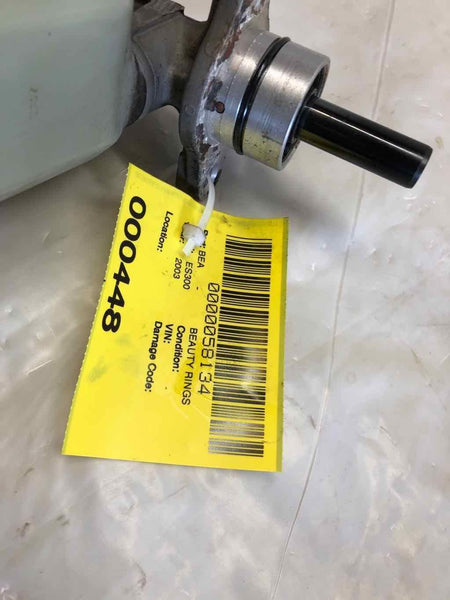 0000058134
BEA
BEAUTY RINGS
ES300
Condition:
2003
VIN:
Location:
Damage Code:
000448